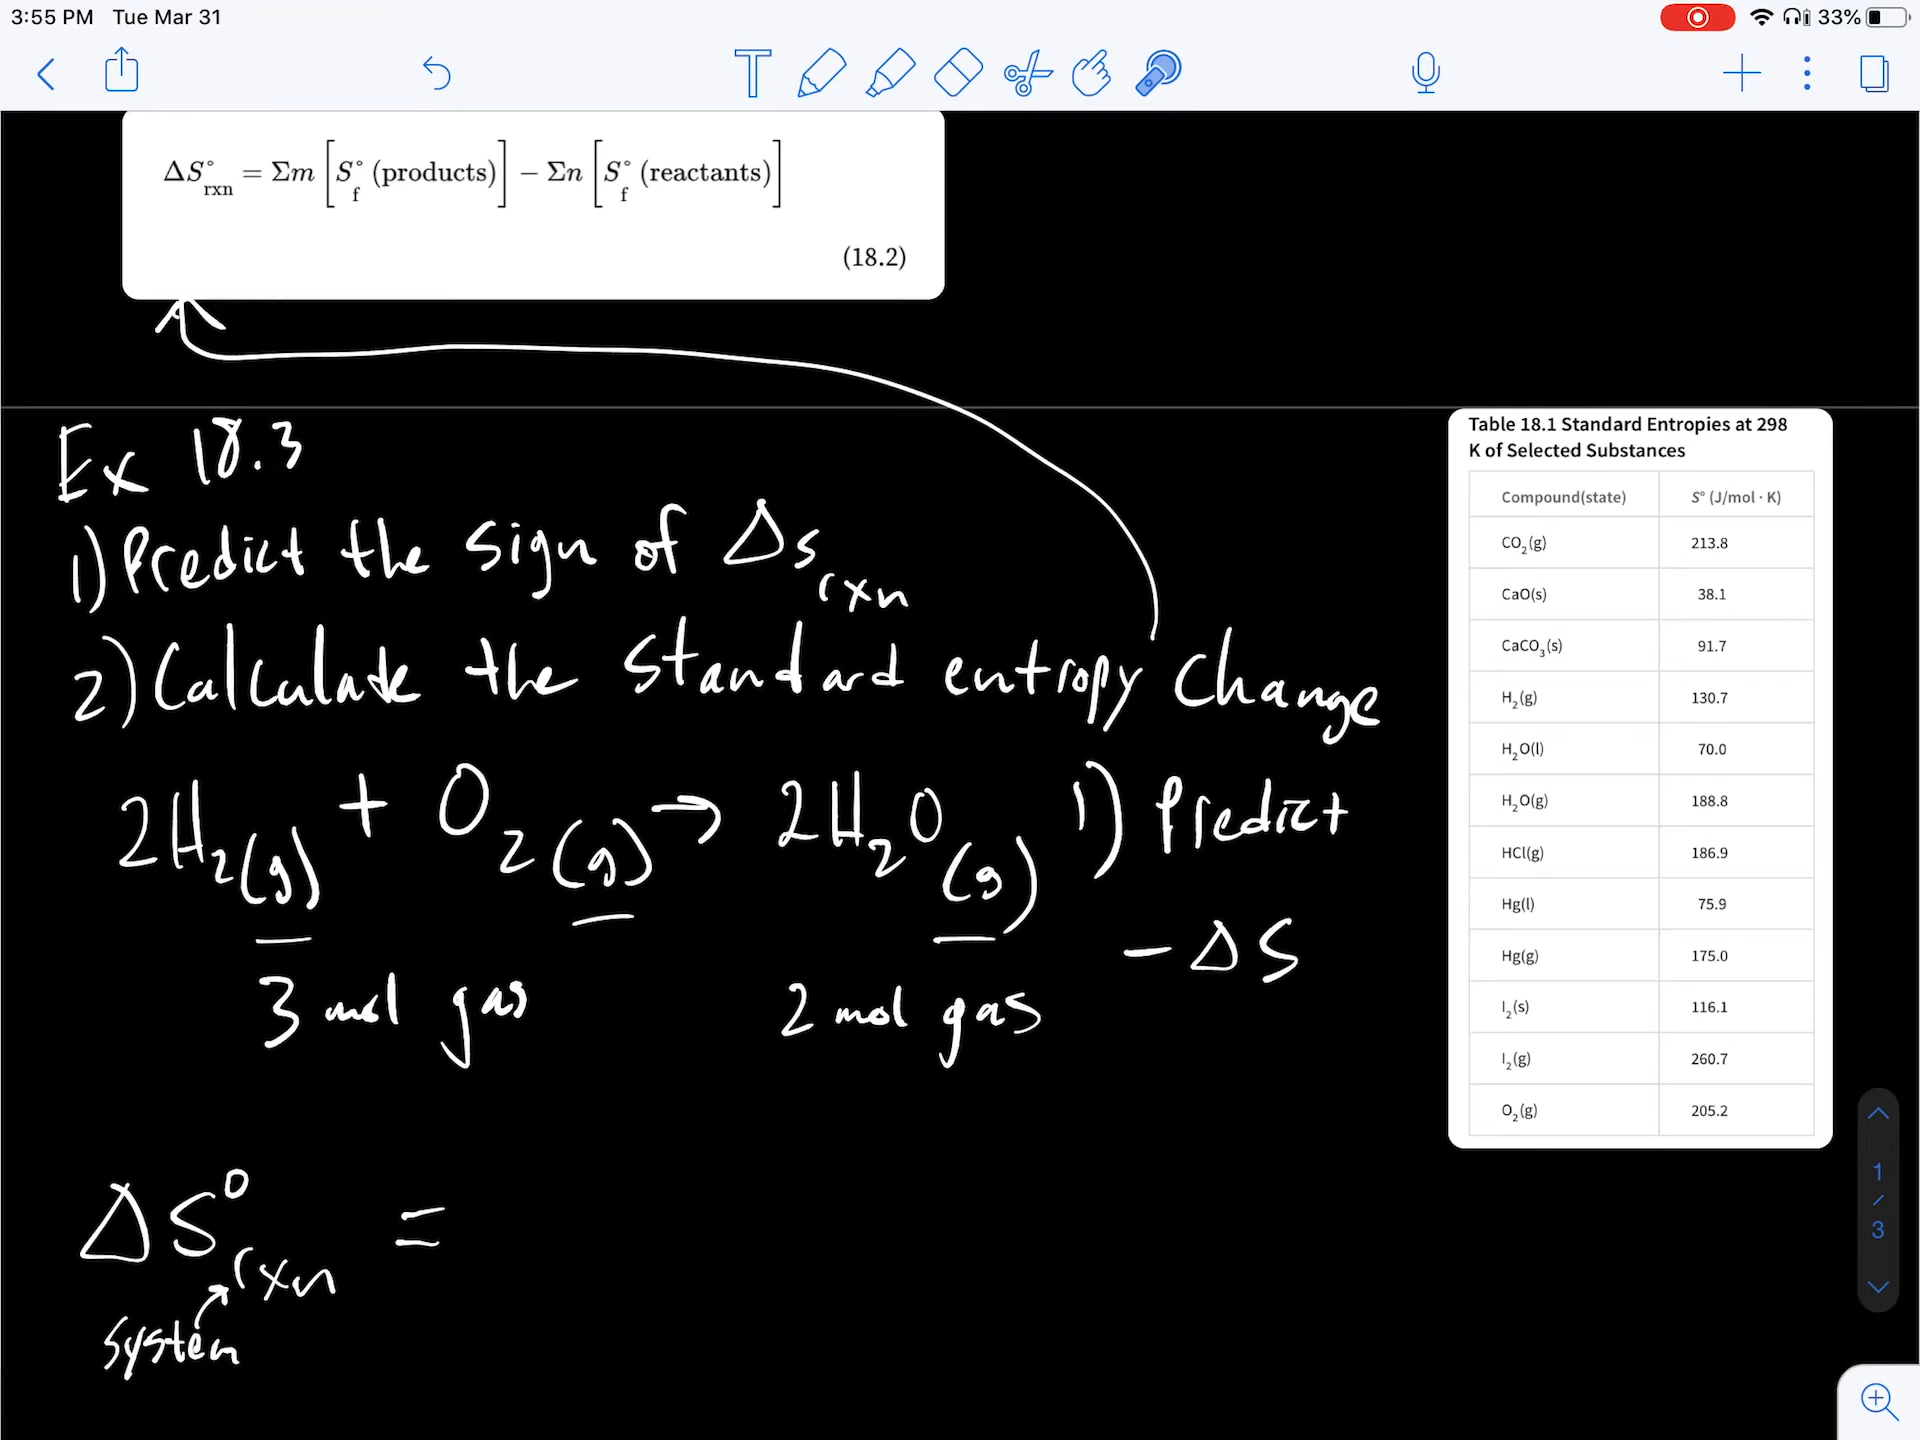 3:55 PM Tue Mar 31
33%
ΔS°rxn = Σm [S°f (products)] − Σn [S°f (reactants)]
(18.2)
Ex 18.3
1) Predict the sign of ΔSrxn
2) Calculate the standard entropy change
2H₂(g) + O₂(g) → 2H₂O(g) 1) Predict
− ΔS
3 mol gas 2 mol gas
ΔS⁰rxn =
System
Table 18.1 Standard Entropies at 298
K of Selected Substances
Compound(state) S° (J/mol · K)
CO₂(g) 213.8
CaO(s) 38.1
CaCO₃(s) 91.7
H₂(g) 130.7
H₂O(l) 70.0
H₂O(g) 188.8
HCl(g) 186.9
Hg(l) 75.9
Hg(g) 175.0
I₂(s) 116.1
I₂(g) 260.7
O₂(g) 205.2
1
/
3